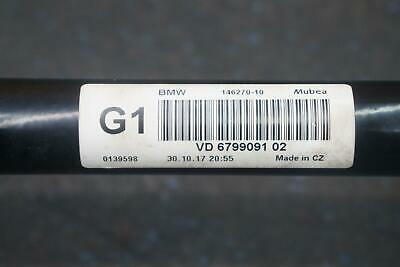 BMW 146270-10 Mubea
G1
VD 6799091 02
0139598 30.10.17 20:55 Made in CZ